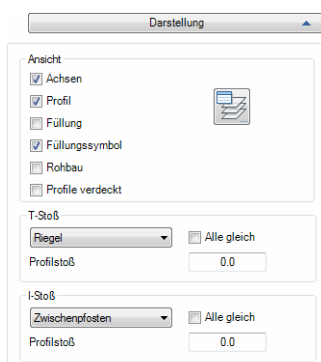 Darstellung
Ansicht
Achsen
Profil
Füllung
Füllungssymbol
Rohbau
Profile verdeckt
T-Stoß
Riegel
Alle gleich
Profilstoß
0.0
I-Stoß
Zwischenpfosten
Alle gleich
Profilstoß
0.0